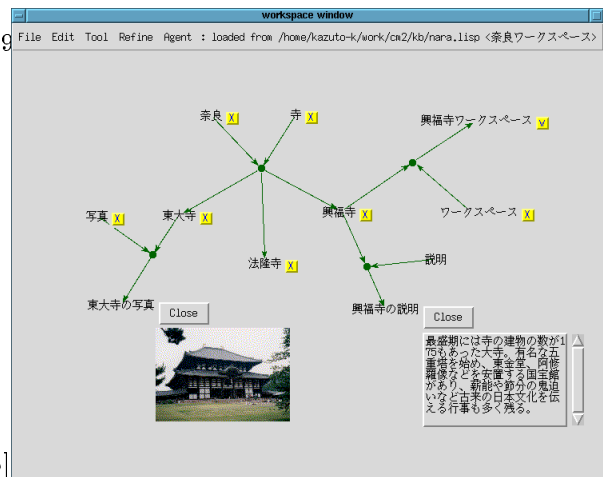 workspace window
9
File Edit Tool Refine Agent : loaded from /home/kazuto-k/work/cm2/kb/nara.lisp <奈良ワークスペース>
奈良 X 寺 X 興福寺ワークスペース v
写真 X 東大寺 X 興福寺 X ワークスペース X
法隆寺 X 説明
東大寺の写真 興福寺の説明
Close Close
最盛期には寺の建物の数が1
75もあった大寺。有名な五
重塔を始め、東金堂、阿修
羅像などを安置する国宝館
があり、薪能や節分の鬼追
いなど古来の日本文化を伝
える行事も多く残る。
]